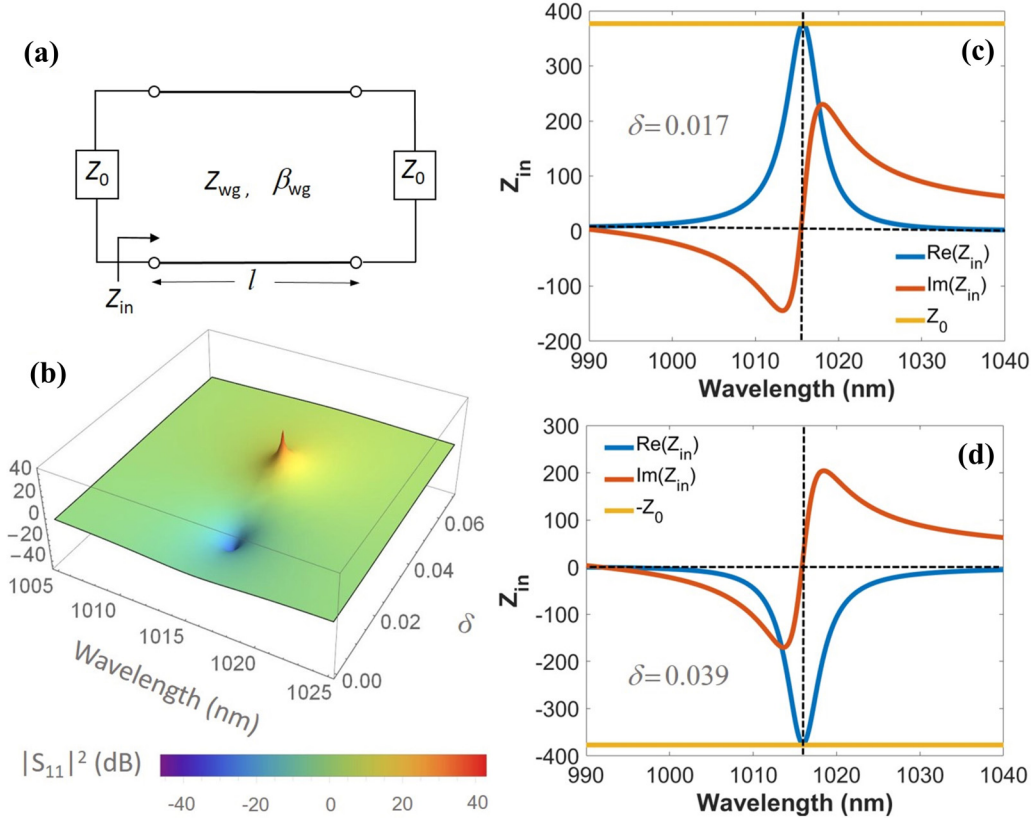 (a)
Z0
Zwg , βwg
Z0
Zin
l
(b)
40
20
0
−20
−40
1005
1010
1015
1020
1025
Wavelength (nm)
0.00
0.02
0.04
0.06
δ
|S11|² (dB)
-40
-20
0
20
40
(c)
400
300
200
100
0
-100
-200
Zin
δ=0.017
Re(Zin)
Im(Zin)
Z0
990
1000
1010
1020
1030
1040
Wavelength (nm)
(d)
300
200
100
0
-100
-200
-300
-400
Zin
Re(Zin)
Im(Zin)
-Z0
δ=0.039
990
1000
1010
1020
1030
1040
Wavelength (nm)